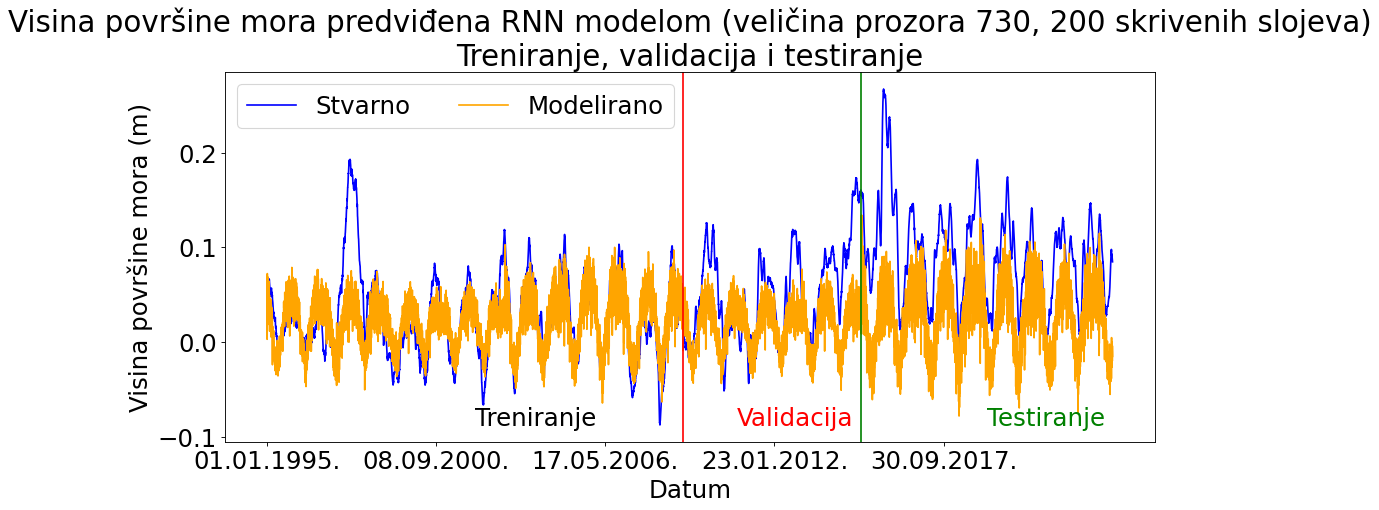 Visina površine mora predviđena RNN modelom (veličina prozora 730, 200 skrivenih slojeva)
Treniranje, validacija i testiranje
Stvarno Modelirano
Visina površine mora (m)
0.2
0.1
0.0
−0.1
Treniranje Validacija Testiranje
01.01.1995. 08.09.2000. 17.05.2006. 23.01.2012. 30.09.2017.
Datum